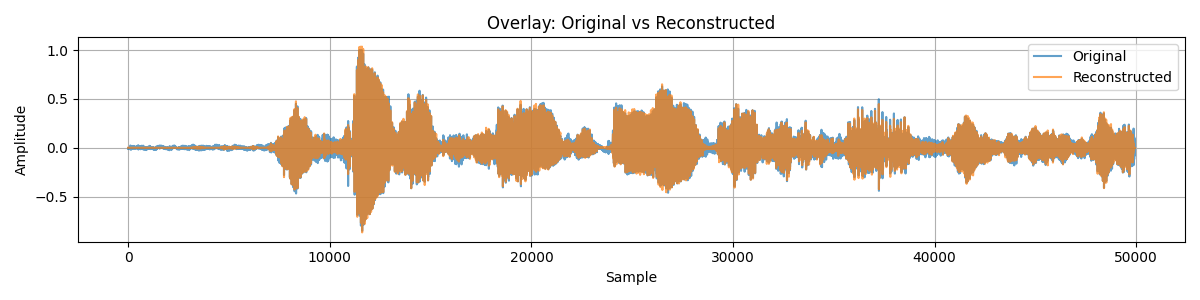 Overlay: Original vs Reconstructed
Original
Reconstructed
Amplitude
1.0
0.5
0.0
−0.5
0 10000 20000 30000 40000 50000
Sample